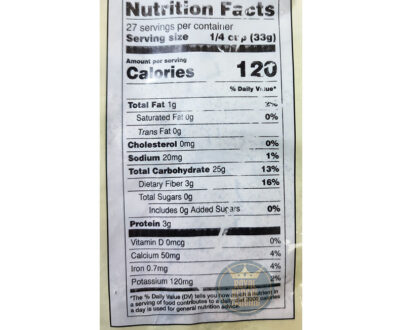 Nutrition Facts
27 servings per container
Serving size 1/4 cup (33g)
Amount per serving
Calories 120
% Daily Value*
Total Fat 1g
Saturated Fat 0g 0%
Trans Fat 0g
Cholesterol 0mg 0%
Sodium 20mg 1%
Total Carbohydrate 25g 13%
Dietary Fiber 3g 16%
Total Sugars 0g
Includes 0g Added Sugars 0%
Protein 3g
Vitamin D 0mcg 0%
Calcium 50mg 4%
Iron 0.7mg 4%
Potassium 120mg 2%
*The % Daily Value (DV) tells you how much a nutrient in
a serving of food contributes to a daily diet. 2000 calories
a day is used for general nutrition advice.